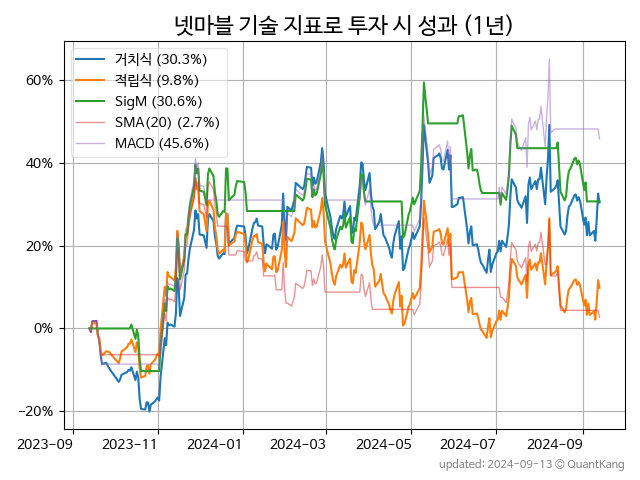 넷마블 기술 지표로 투자 시 성과 (1년)
거치식 (30.3%)
적립식 (9.8%)
SigM (30.6%)
SMA(20) (2.7%)
MACD (45.6%)
60%
40%
20%
0%
−20%
2023-09 2023-11 2024-01 2024-03 2024-05 2024-07 2024-09
updated: 2024-09-13 © QuantKang